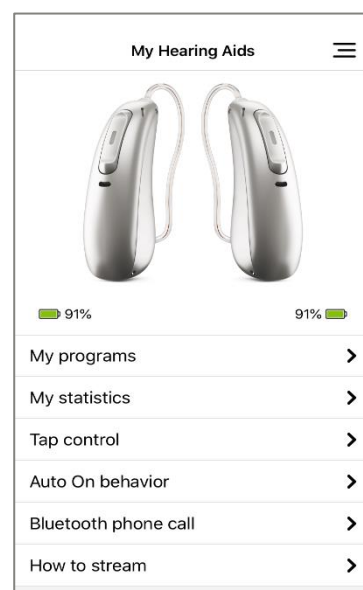 My Hearing Aids
91% 91%
My programs
My statistics
Tap control
Auto On behavior
Bluetooth phone call
How to stream